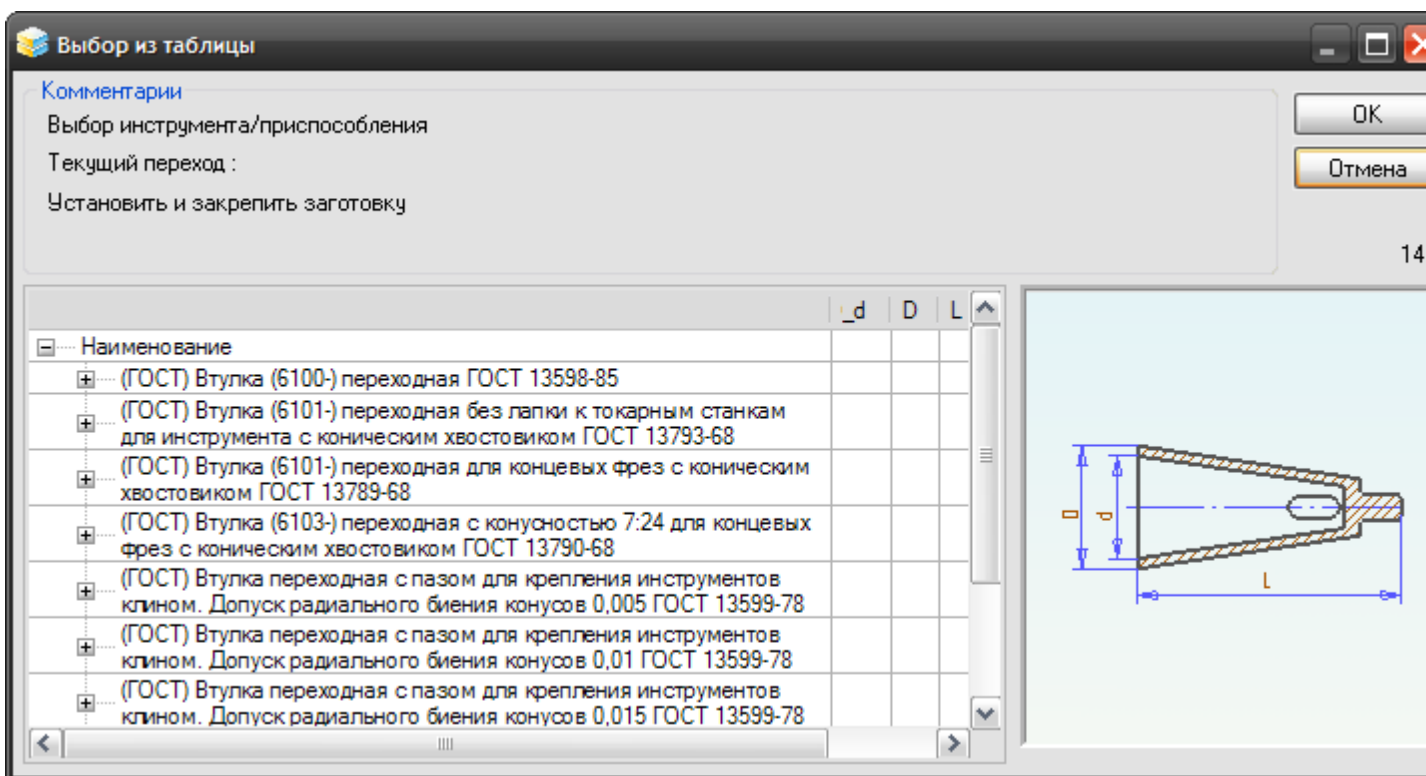 Выбор из таблицы
Комментарии
Выбор инструмента/приспособления
Текущий переход :
Установить и закрепить заготовку
OK
Отмена
14
_d D L
Наименование
(ГОСТ) Втулка (6100-) переходная ГОСТ 13598-85
(ГОСТ) Втулка (6101-) переходная без лапки к токарным станкам
для инструмента с коническим хвостовиком ГОСТ 13793-68
(ГОСТ) Втулка (6101-) переходная для концевых фрез с коническим
хвостовиком ГОСТ 13789-68
(ГОСТ) Втулка (6103-) переходная с конусностью 7:24 для концевых
фрез с коническим хвостовиком ГОСТ 13790-68
(ГОСТ) Втулка переходная с пазом для крепления инструментов
клином. Допуск радиального биения конусов 0,005 ГОСТ 13599-78
(ГОСТ) Втулка переходная с пазом для крепления инструментов
клином. Допуск радиального биения конусов 0,01 ГОСТ 13599-78
(ГОСТ) Втулка переходная с пазом для крепления инструментов
клином. Допуск радиального биения конусов 0,015 ГОСТ 13599-78
D
d
L